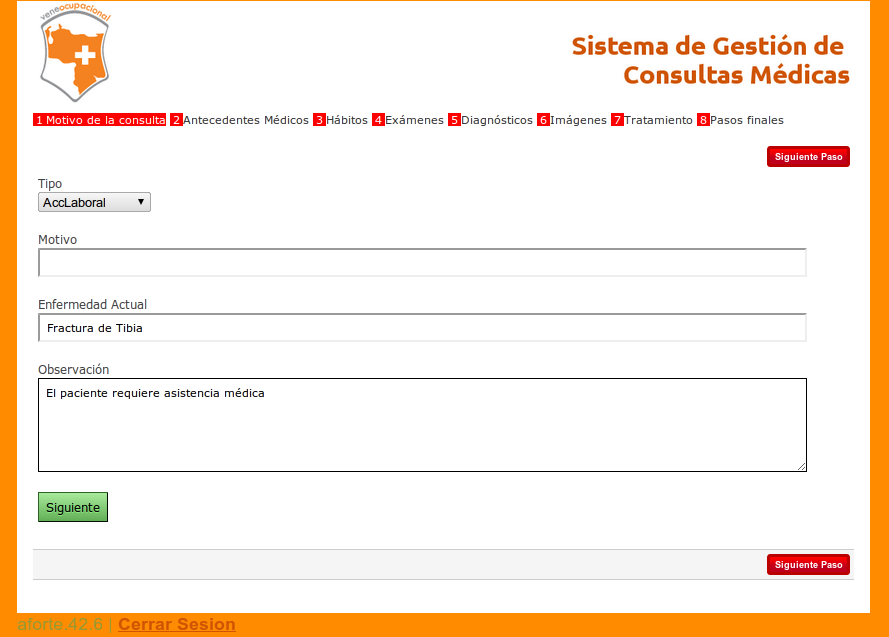 veneocupacional
Sistema de Gestión de
Consultas Médicas
1 Motivo de la consulta 2 Antecedentes Médicos 3 Hábitos 4 Exámenes 5 Diagnósticos 6 Imágenes 7 Tratamiento 8 Pasos finales
Siguiente Paso
Tipo
AccLaboral
Motivo
Enfermedad Actual
Fractura de Tibia
Observación
El paciente requiere asistencia médica
Siguiente
Siguiente Paso
aforte.42.6 | Cerrar Sesion